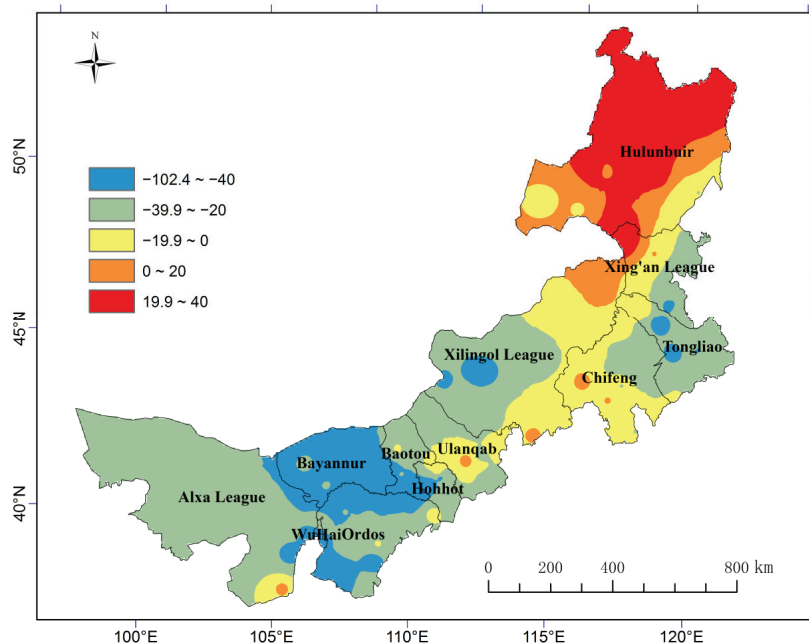 N
50°N
45°N
40°N
−102.4 ~ −40
−39.9 ~ −20
−19.9 ~ 0
0 ~ 20
19.9 ~ 40
Hulunbuir
Xing'an League
Xilingol League
Tongliao
Chifeng
Ulanqab
Baotou
Bayannur
Hohhot
Alxa League
WuHaiOrdos
0 200 400 800 km
100°E 105°E 110°E 115°E 120°E